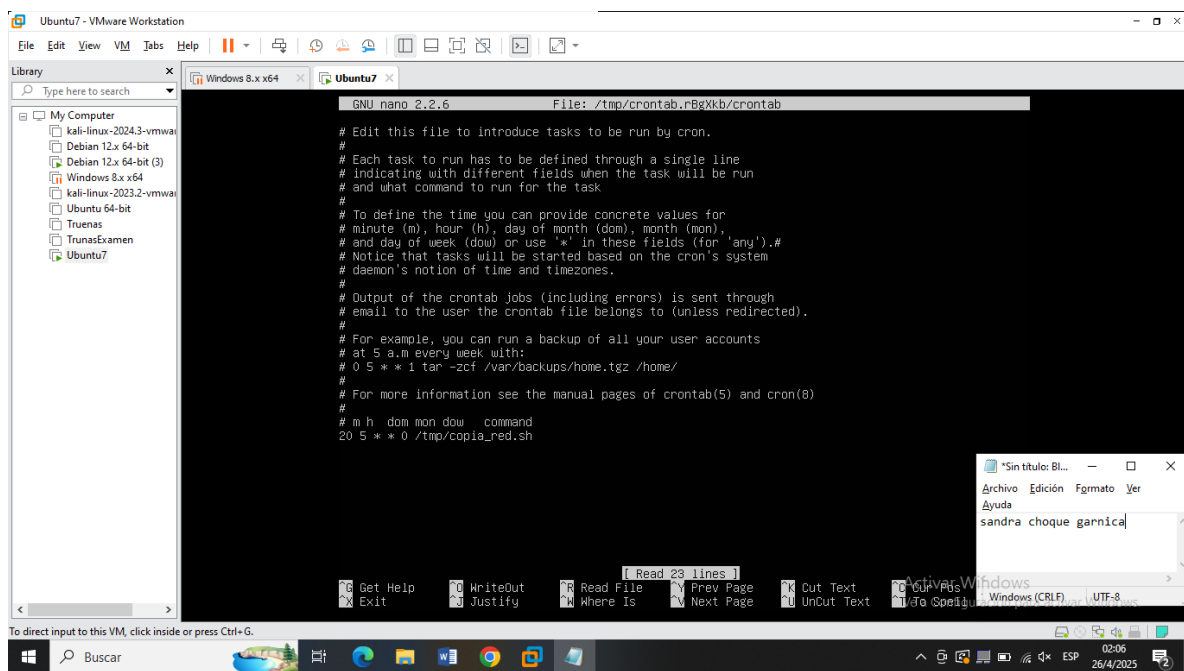 Ubuntu7 - VMware Workstation
File Edit View VM Tabs Help
Library
Type here to search
My Computer
kali-linux-2024.3-vmwar
Debian 12.x 64-bit
Debian 12.x 64-bit (3)
Windows 8.x x64
kali-linux-2023.2-vmwar
Ubuntu 64-bit
Truenas
TrunasExamen
Ubuntu7
Windows 8.x x64
Ubuntu7
GNU nano 2.2.6 File: /tmp/crontab.rBgXkb/crontab
# Edit this file to introduce tasks to be run by cron.
#
# Each task to run has to be defined through a single line
# indicating with different fields when the task will be run
# and what command to run for the task
#
# To define the time you can provide concrete values for
# minute (m), hour (h), day of month (dom), month (mon),
# and day of week (dow) or use '*' in these fields (for 'any').#
# Notice that tasks will be started based on the cron's system
# daemon's notion of time and timezones.
#
# Output of the crontab jobs (including errors) is sent through
# email to the user the crontab file belongs to (unless redirected).
#
# For example, you can run a backup of all your user accounts
# at 5 a.m every week with:
# 0 5 * * 1 tar -zcf /var/backups/home.tgz /home/
#
# For more information see the manual pages of crontab(5) and cron(8)
#
# m h dom mon dow command
20 5 * * 0 /tmp/copia_red.sh
[ Read 23 lines ]
^G Get Help ^O WriteOut ^R Read File ^Y Prev Page ^K Cut Text ^C Cur Pos
^X Exit ^J Justify ^W Where Is ^V Next Page ^U UnCut Text ^T To Spell
*Sin título: Bl...
Archivo Edición Formato Ver
Ayuda
sandra choque garnica
Activar Windows
Windows (CRLF) UTF-8
To direct input to this VM, click inside or press Ctrl+G.
Buscar
ESP
02:06
26/4/2025
2